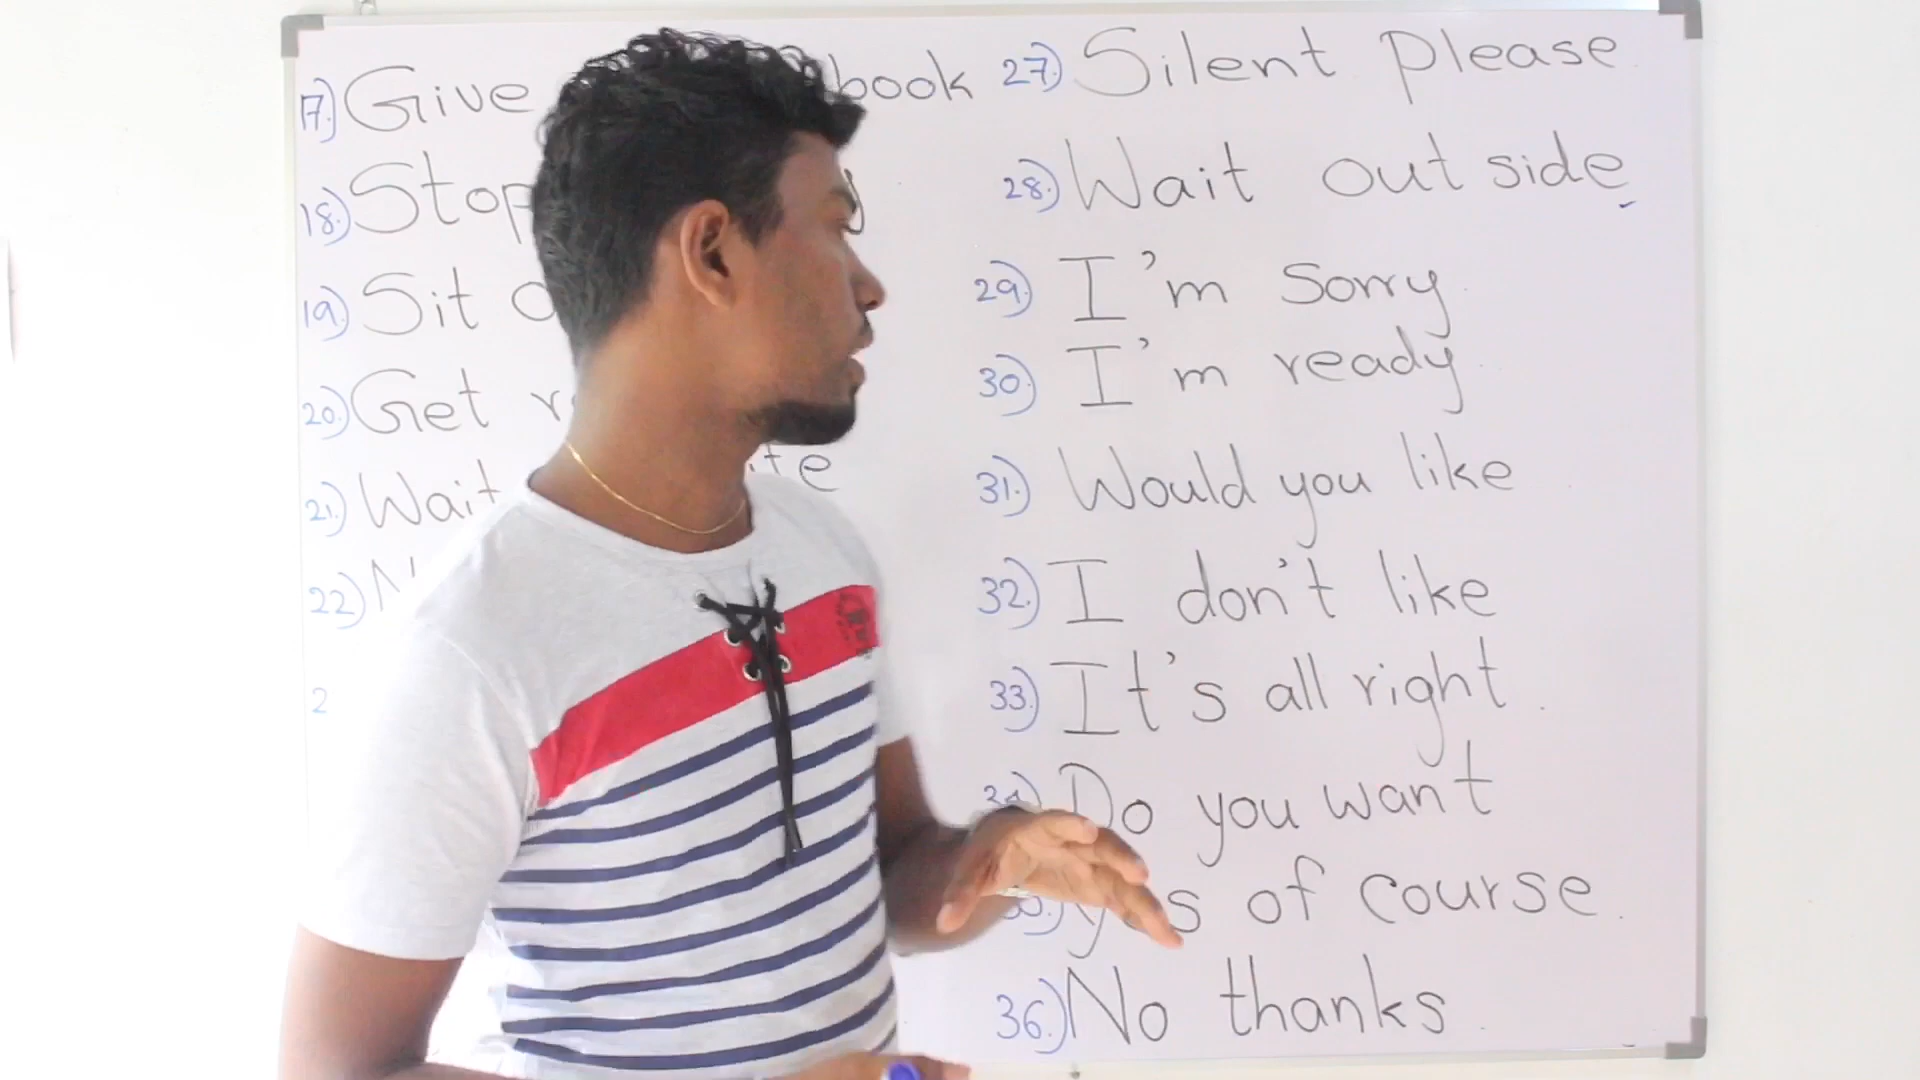 17.) Give book
18.) Stop
19.) Sit
20.) Get
21.) Wait
22.)
2
27.) Silent please
28.) Wait out side
29.) I'm sorry
30.) I'm ready
31.) Would you like
32.) I don't like
33.) It's all right.
34.) Do you want
of course.
36.) No thanks